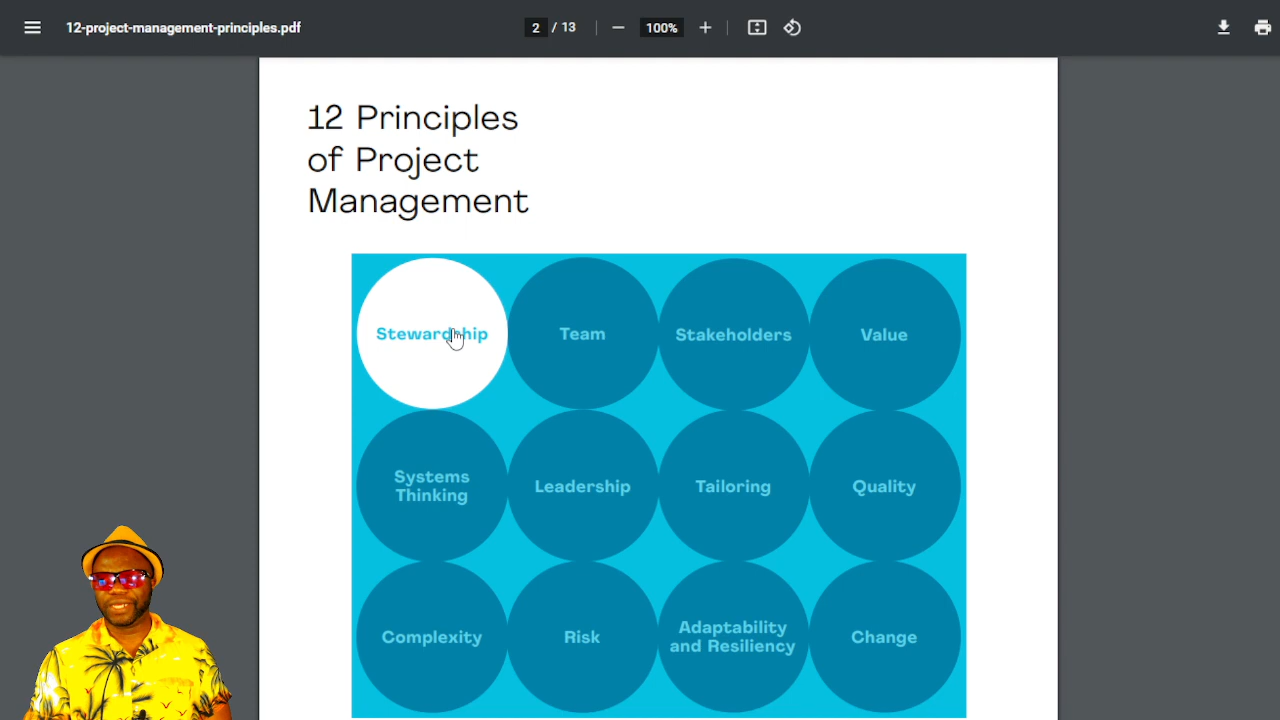 12-project-management-principles.pdf
2 / 13
100%
12 Principles
of Project
Management
Stewardship
Team
Stakeholders
Value
Systems
Thinking
Leadership
Tailoring
Quality
Complexity
Risk
Adaptability
and Resiliency
Change